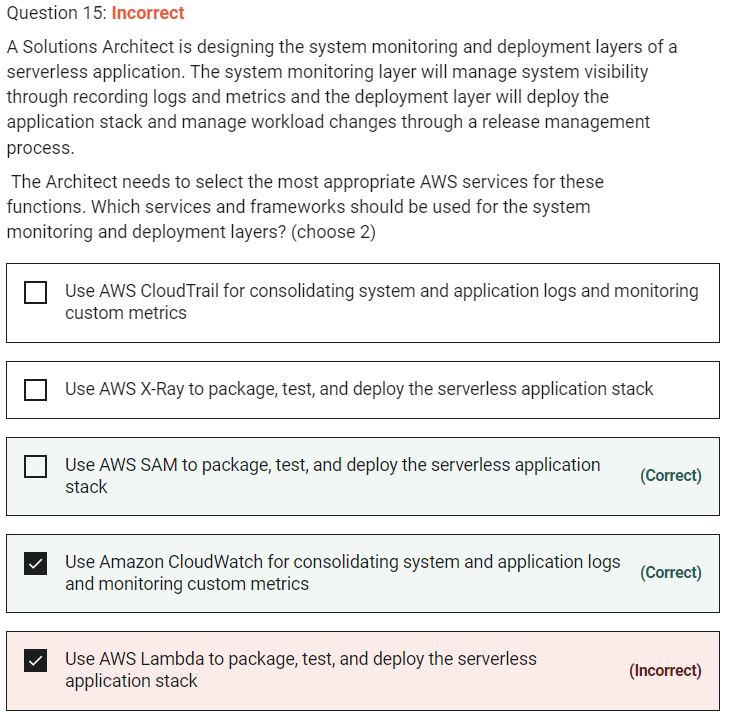 Question 15: Incorrect
A Solutions Architect is designing the system monitoring and deployment layers of a
serverless application. The system monitoring layer will manage system visibility
through recording logs and metrics and the deployment layer will deploy the
application stack and manage workload changes through a release management
process.
The Architect needs to select the most appropriate AWS services for these
functions. Which services and frameworks should be used for the system
monitoring and deployment layers? (choose 2)
Use AWS CloudTrail for consolidating system and application logs and monitoring
custom metrics
Use AWS X-Ray to package, test, and deploy the serverless application stack
Use AWS SAM to package, test, and deploy the serverless application
stack
(Correct)
Use Amazon CloudWatch for consolidating system and application logs
and monitoring custom metrics
(Correct)
Use AWS Lambda to package, test, and deploy the serverless
application stack
(Incorrect)